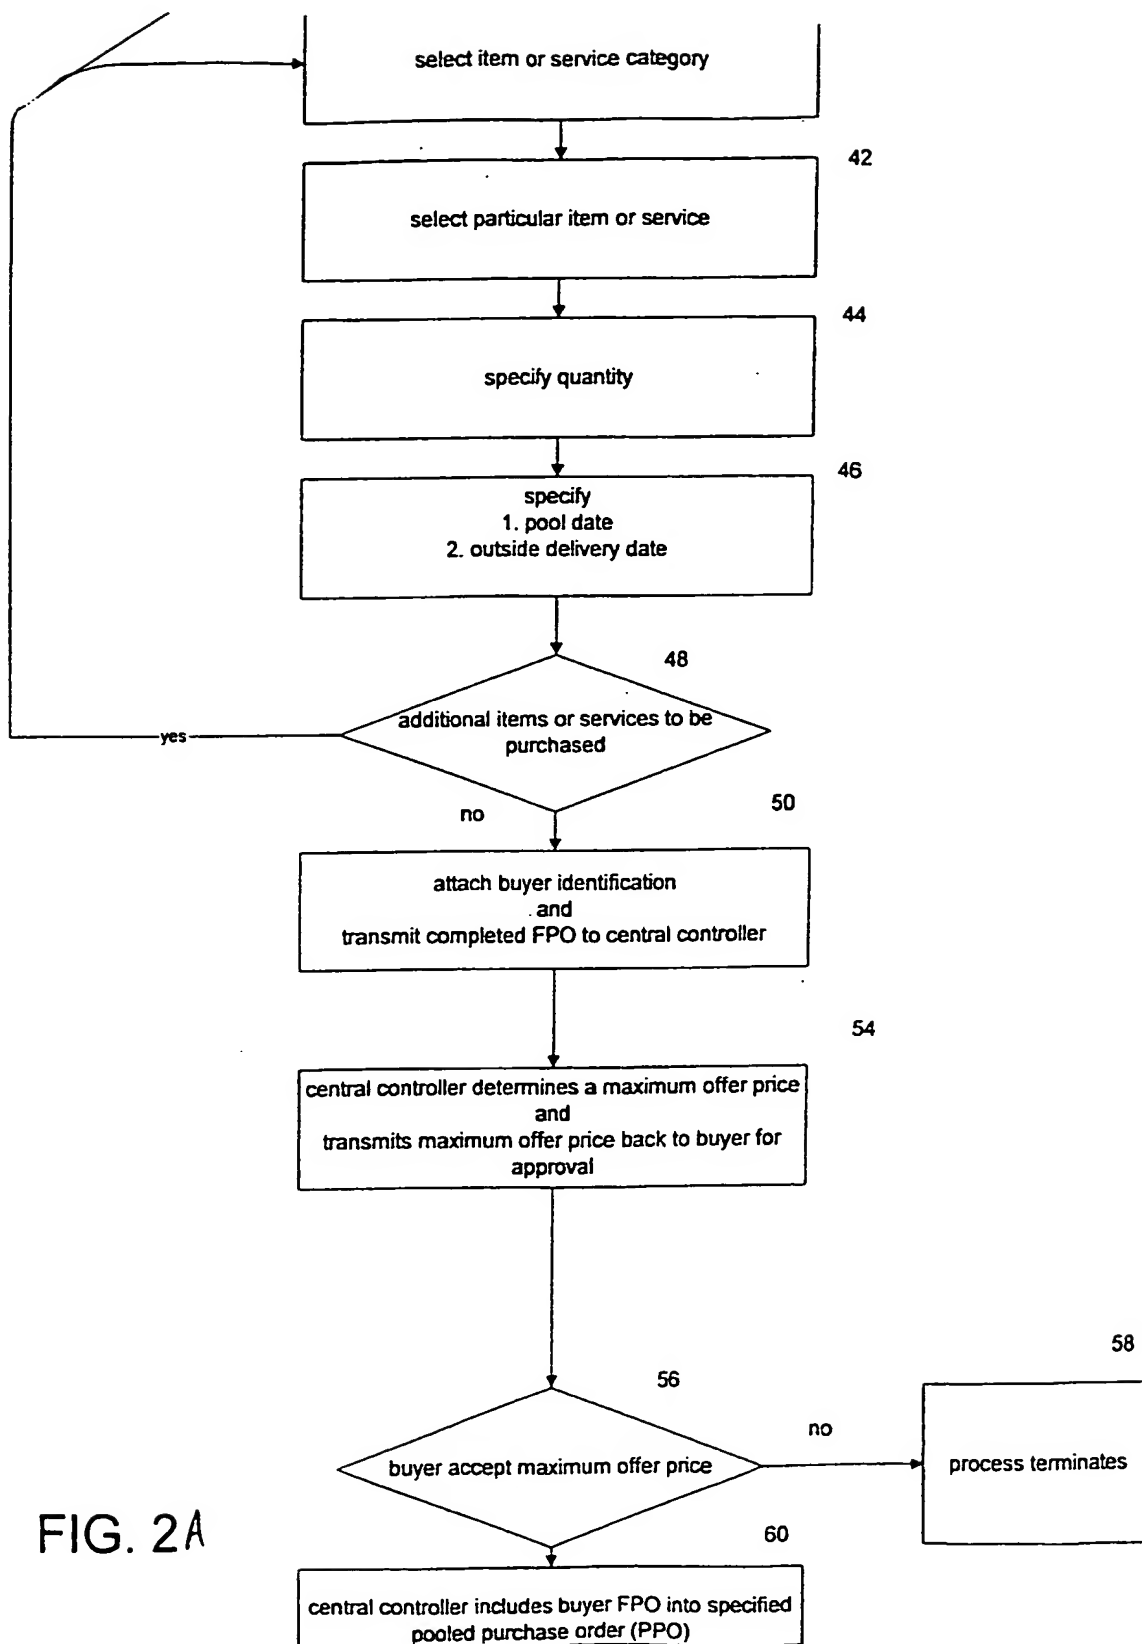 select item or service category
42
select particular item or service
44
specify quantity
46
specify
1. pool date
2. outside delivery date
48
additional items or services to be
purchased
yes
no
50
attach buyer identification
and
transmit completed FPO to central controller
54
central controller determines a maximum offer price
and
transmits maximum offer price back to buyer for
approval
56
58
no
buyer accept maximum offer price
process terminates
FIG. 2A
60
central controller includes buyer FPO into specified
pooled purchase order (PPO)